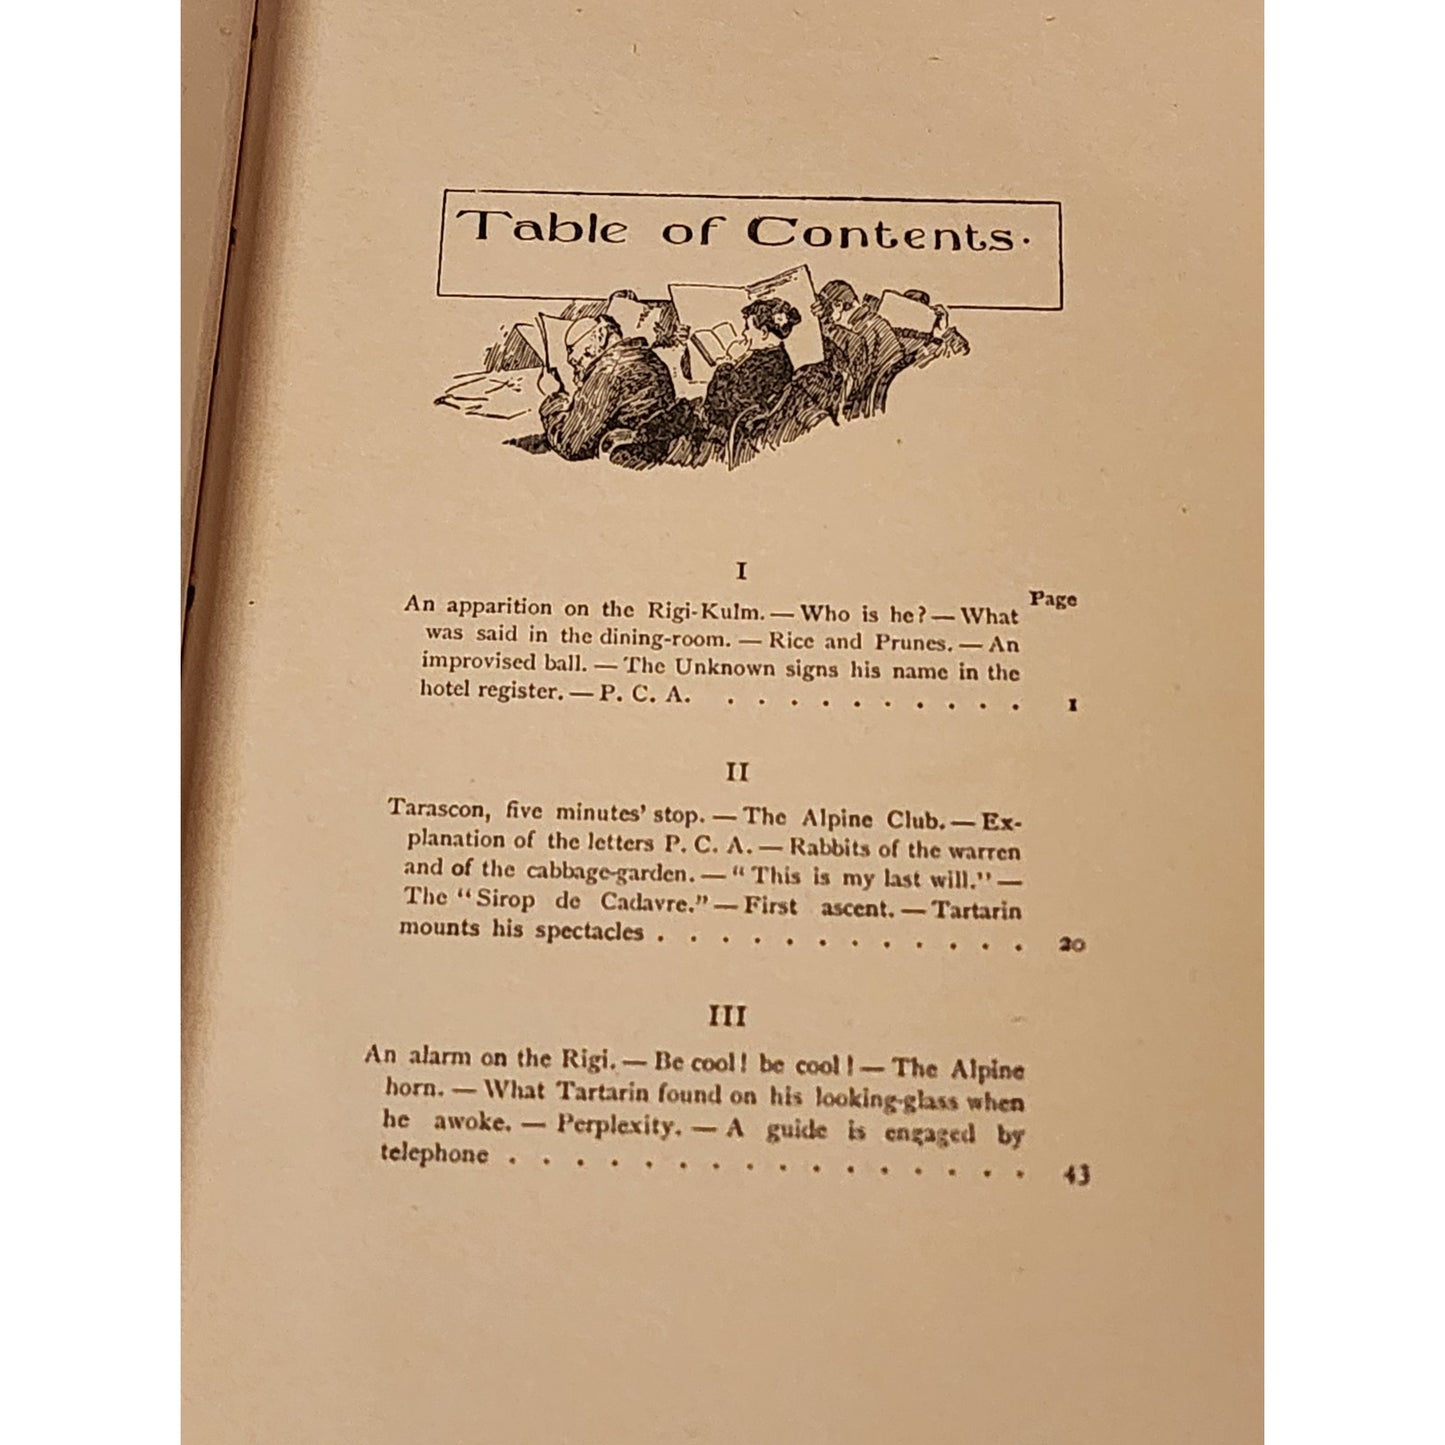 Table of Contents.
I
Page
An apparition on the Rigi-Kulm. — Who is he? — What
was said in the dining-room. — Rice and Prunes. — An
improvised ball. — The Unknown signs his name in the
hotel register. — P. C. A. . . . . . . . . . . 1
II
Tarascon, five minutes' stop. — The Alpine Club. — Ex-
planation of the letters P. C. A. — Rabbits of the warren
and of the cabbage-garden. — "This is my last will." —
The "Sirop de Cadavre." — First ascent. — Tartarin
mounts his spectacles . . . . . . . . . . . . 20
III
An alarm on the Rigi. — Be cool! be cool! — The Alpine
horn. — What Tartarin found on his looking-glass when
he awoke. — Perplexity. — A guide is engaged by
telephone . . . . . . . . . . . . . . . . 43